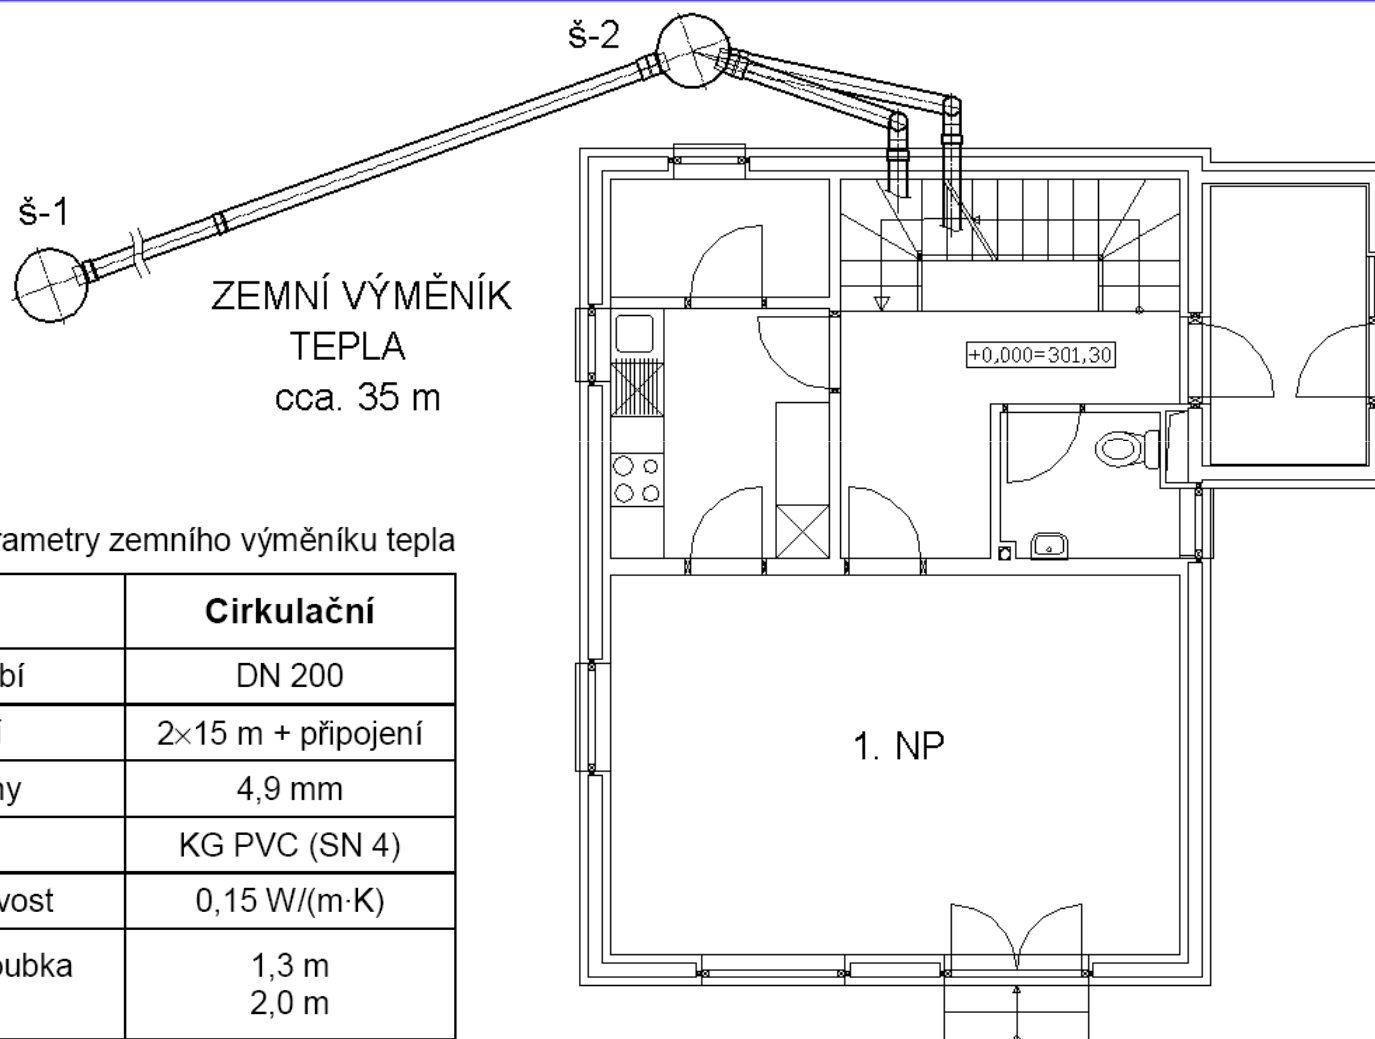 š-2
š-1
ZEMNÍ VÝMĚNÍK
TEPLA
cca. 35 m
+0,000=301,30
rametry zemního výměníku tepla
Cirkulační
bí DN 200
í 2×15 m + připojení
ny 4,9 mm
KG PVC (SN 4)
vost 0,15 W/(m·K)
oubka 1,3 m
2,0 m
1. NP